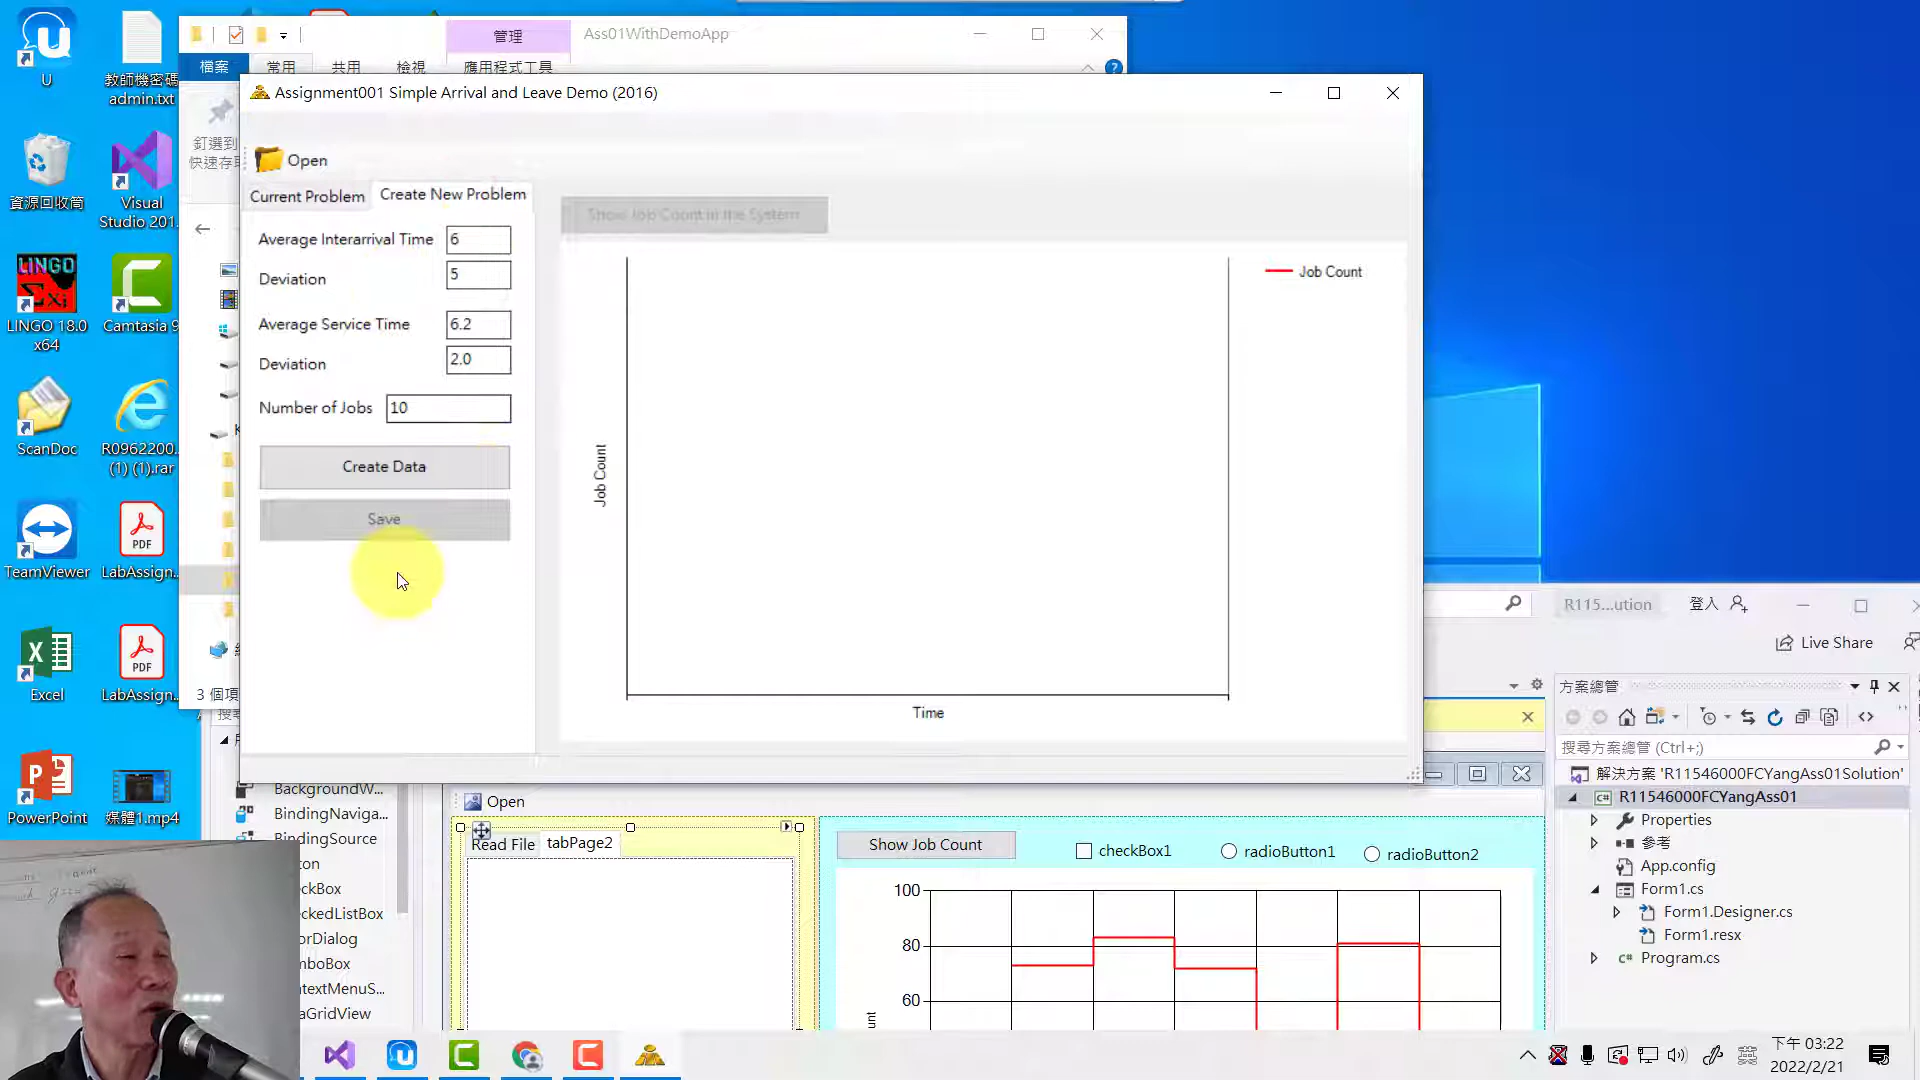 U
教師機密碼
admin.txt
資源回收筒
Visual
Studio 201...
LINGO 18.0
x64
Camtasia 9
ScanDoc
R0962200...
(1) (1).rar
TeamViewer
LabAssign...
Excel
LabAssign...
PowerPoint
媒體1.mp4
管理
Ass01WithDemoApp
檔案
常用
共用
檢視
應用程式工具
釘選到
快速存取
Assignment001 Simple Arrival and Leave Demo (2016)
Open
Current Problem
Create New Problem
Average Interarrival Time
6
Deviation
5
Average Service Time
6.2
Deviation
2.0
Number of Jobs
10
Create Data
Save
Show Job Count in the System
Job Count
Job Count
Time
3 個項
R115...ution
登入
Live Share
方案總管
搜尋方案總管 (Ctrl+;)
解決方案 'R11546000FCYangAss01Solution'
R11546000FCYangAss01
Properties
參考
App.config
Form1.cs
Form1.Designer.cs
Form1.resx
Program.cs
BackgroundW...
BindingNaviga...
BindingSource
Open
Read File
tabPage2
Show Job Count
checkBox1
radioButton1
radioButton2
100
80
60
下午 03:22
2022/2/21